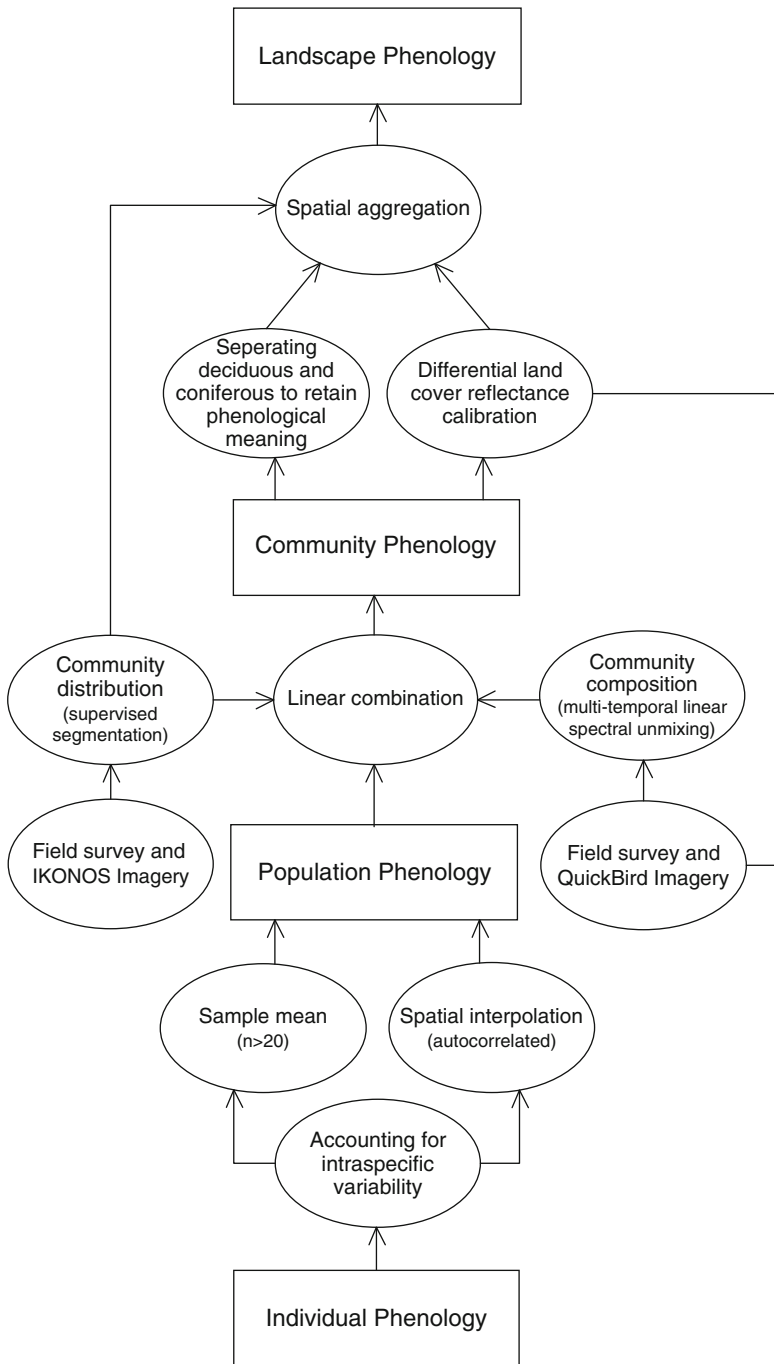 Landscape Phenology
Spatial aggregation
Seperating
deciduous and
coniferous to retain
phenological
meaning
Differential land
cover reflectance
calibration
Community Phenology
Community
distribution
(supervised
segmentation)
Linear combination
Community
composition
(multi-temporal linear
spectral unmixing)
Field survey and
IKONOS Imagery
Population Phenology
Field survey and
QuickBird Imagery
Sample mean
(n>20)
Spatial interpolation
(autocorrelated)
Accounting for
intraspecific
variability
Individual Phenology